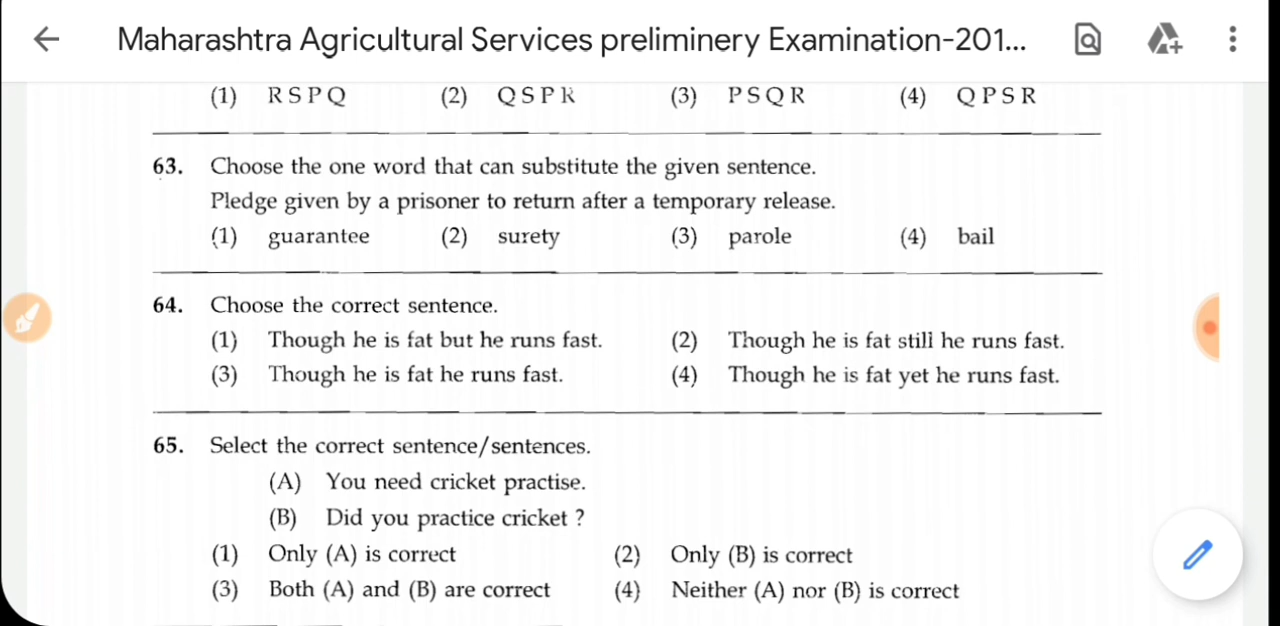 Maharashtra Agricultural Services preliminery Examination-201...
(1) R S P Q (2) Q S P R (3) P S Q R (4) Q P S R
63. Choose the one word that can substitute the given sentence.
Pledge given by a prisoner to return after a temporary release.
(1) guarantee (2) surety (3) parole (4) bail
64. Choose the correct sentence.
(1) Though he is fat but he runs fast. (2) Though he is fat still he runs fast.
(3) Though he is fat he runs fast. (4) Though he is fat yet he runs fast.
65. Select the correct sentence/sentences.
(A) You need cricket practise.
(B) Did you practice cricket ?
(1) Only (A) is correct (2) Only (B) is correct
(3) Both (A) and (B) are correct (4) Neither (A) nor (B) is correct